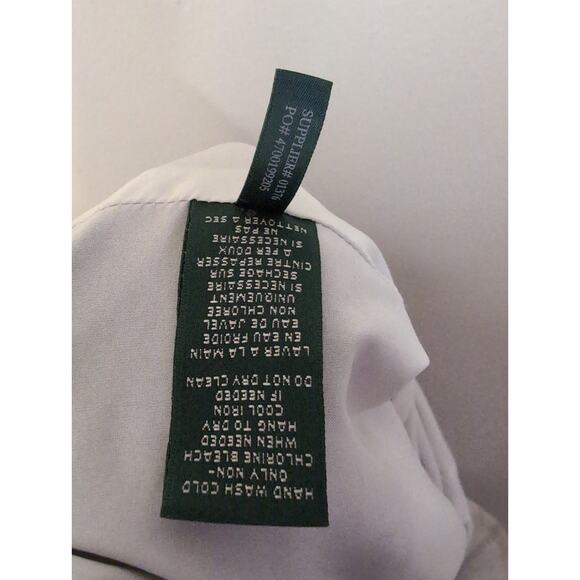 SUPPLIER# 01376
PO# 4700199205
HAND WASH COLD
ONLY NON-
CHLORINE BLEACH
WHEN NEEDED
HANG TO DRY
COOL IRON
IF NEEDED
DO NOT DRY CLEAN
LAVER A LA MAIN
EN EAU FROIDE
EAU DE JAVEL
NON CHLOREE
UNIQUEMENT
SI NECESSAIRE
SECHAGE SUR
CINTRE REPASSER
A FER DOUX
SI NECESSAIRE
NE PAS
NETTOYER A SEC